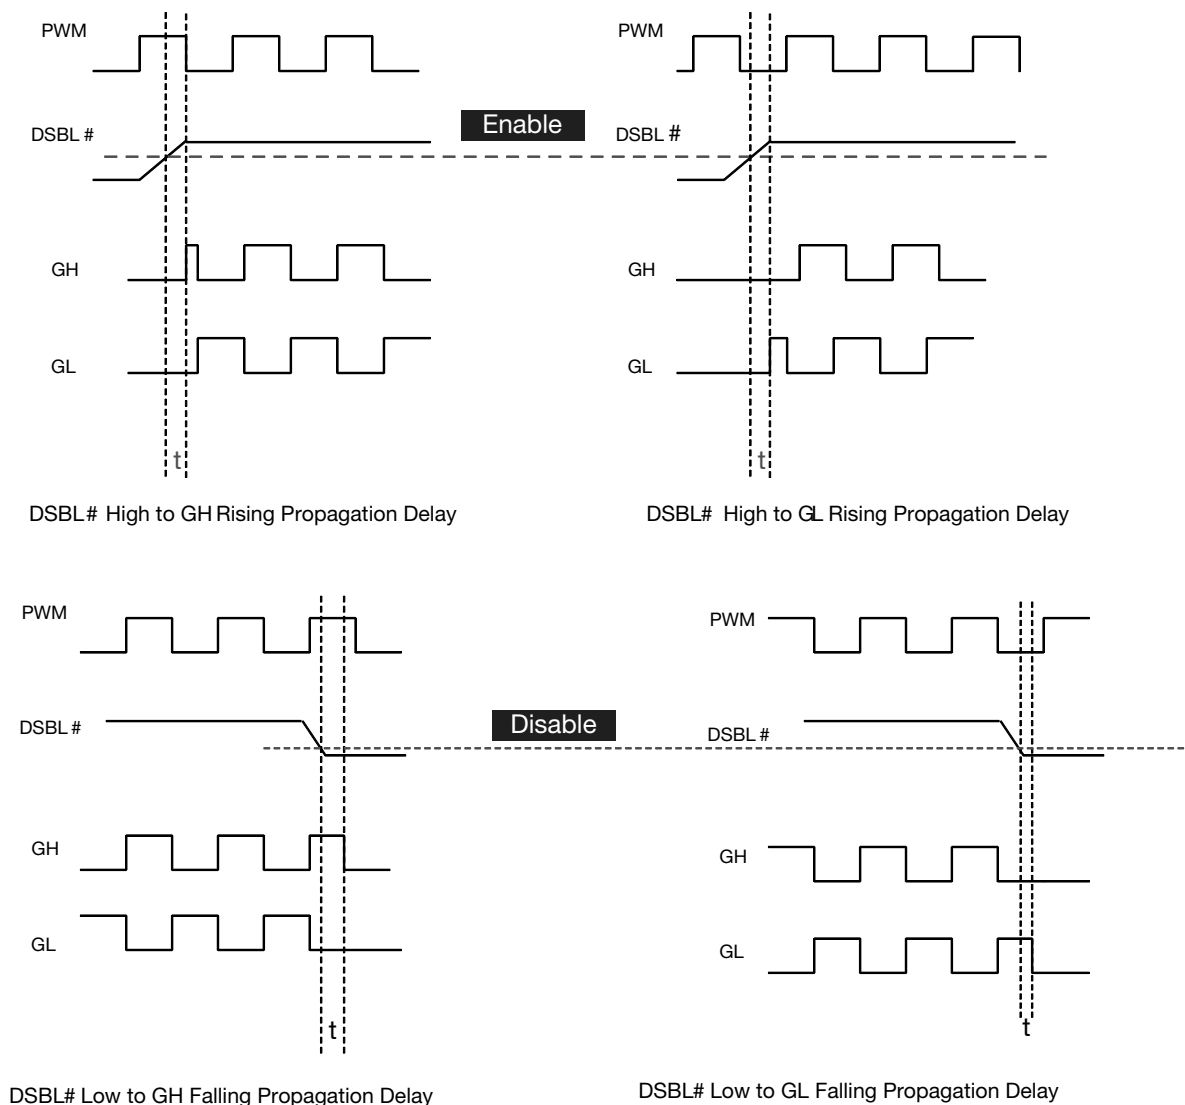 PWM
DSBL #
GH
GL
t
DSBL# High to GH Rising Propagation Delay
Enable
PWM
DSBL #
GH
GL
t
DSBL# High to GL Rising Propagation Delay
PWM
DSBL #
GH
GL
t
DSBL# Low to GH Falling Propagation Delay
Disable
PWM
DSBL #
GH
GL
t
DSBL# Low to GL Falling Propagation Delay